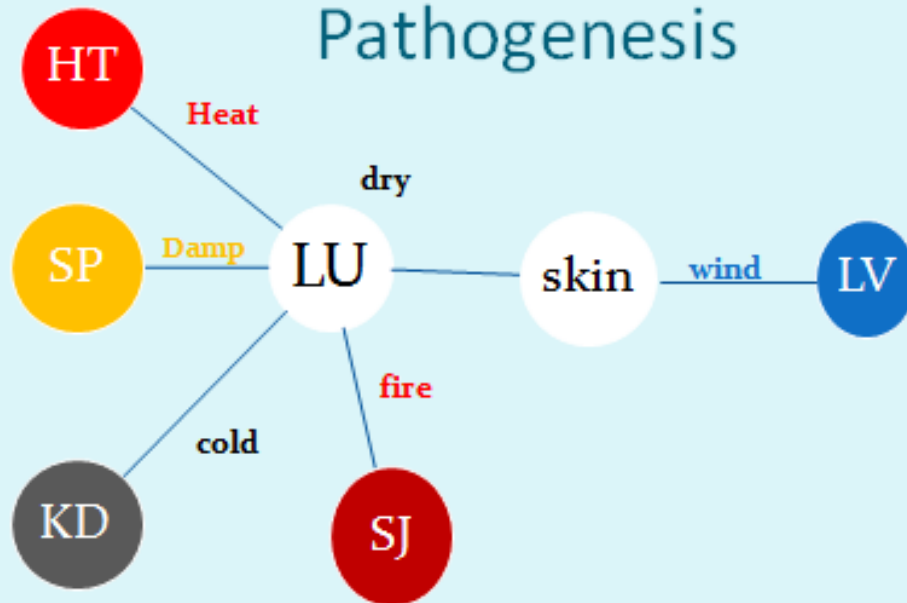 Pathogenesis
HT
Heat
dry
SP
Damp
LU
skin
wind
LV
fire
cold
KD
SJ